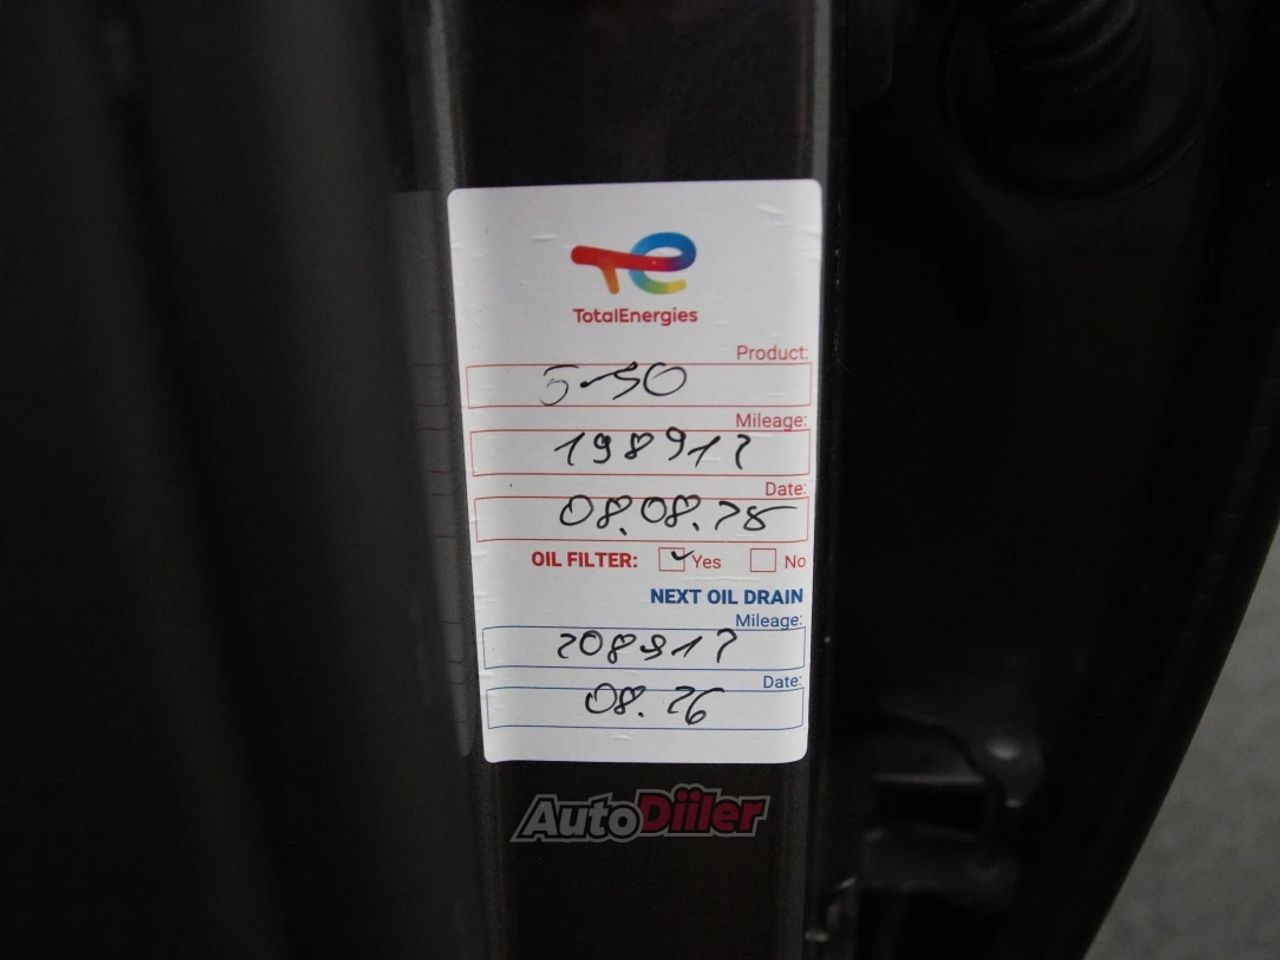 TotalEnergies
Product:
5-30
Mileage:
198917
Date:
08.08.25
OIL FILTER: Yes No
NEXT OIL DRAIN
Mileage:
208917
Date:
08.26
AutoDiiler